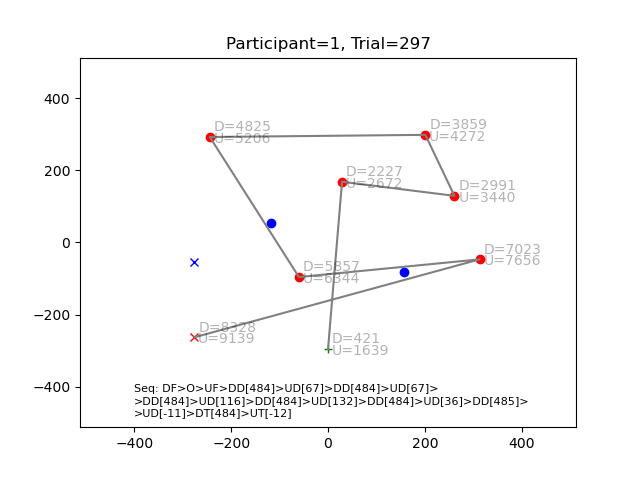 Participant=1, Trial=297
400
200
0
−200
−400
D=4825
U=5206
D=3859
U=4272
D=2227
U=2672
D=2991
U=3440
D=7023
U=7656
D=5857
U=6344
D=8328
U=9139
D=421
U=1639
Seq: DF>O>UF>DD[484]>UD[67]>DD[484]>UD[67]>
>DD[484]>UD[116]>DD[484]>UD[132]>DD[484]>UD[36]>DD[485]>
>UD[-11]>DT[484]>UT[-12]
−400
−200
0
200
400